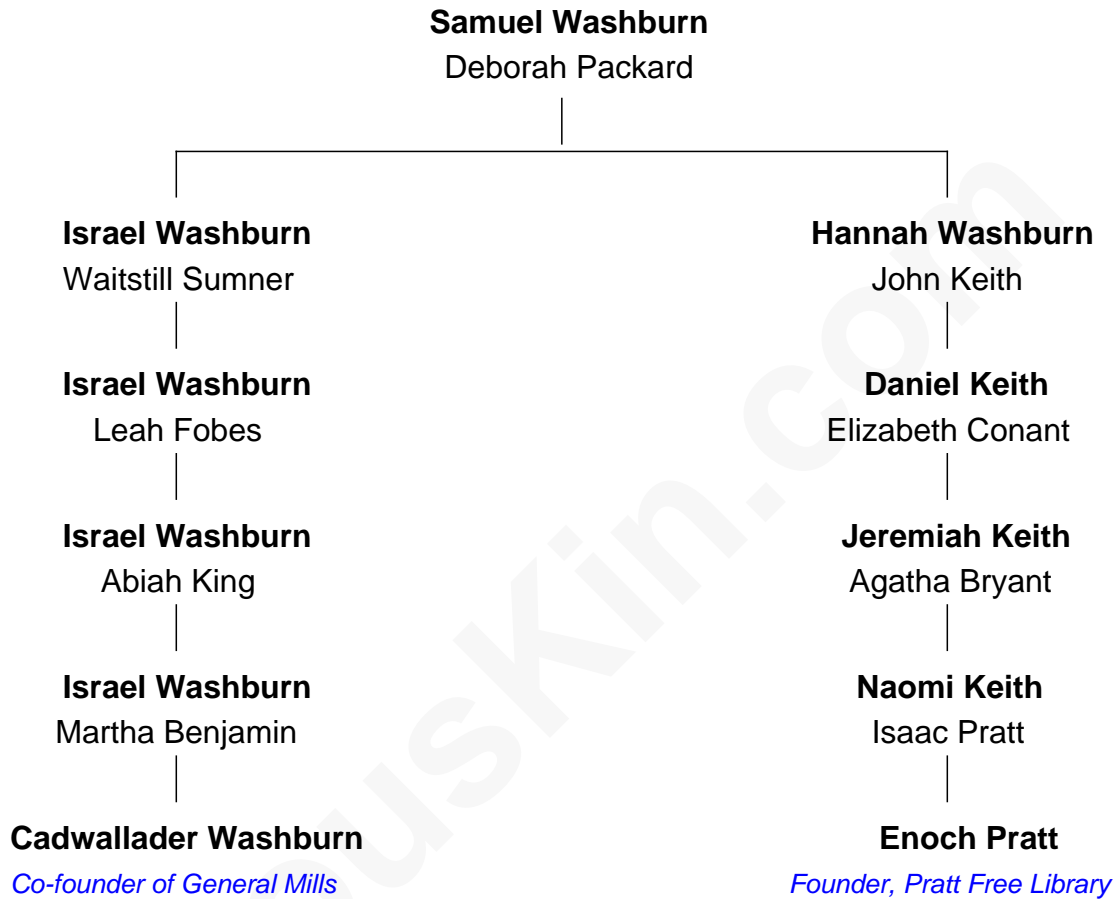 Samuel Washburn
Deborah Packard
Israel Washburn
Waitstill Sumner
Hannah Washburn
John Keith
Israel Washburn
Leah Fobes
Daniel Keith
Elizabeth Conant
Israel Washburn
Abiah King
Jeremiah Keith
Agatha Bryant
Israel Washburn
Martha Benjamin
Naomi Keith
Isaac Pratt
Cadwallader Washburn
Co-founder of General Mills
Enoch Pratt
Founder, Pratt Free Library
ousKin.com